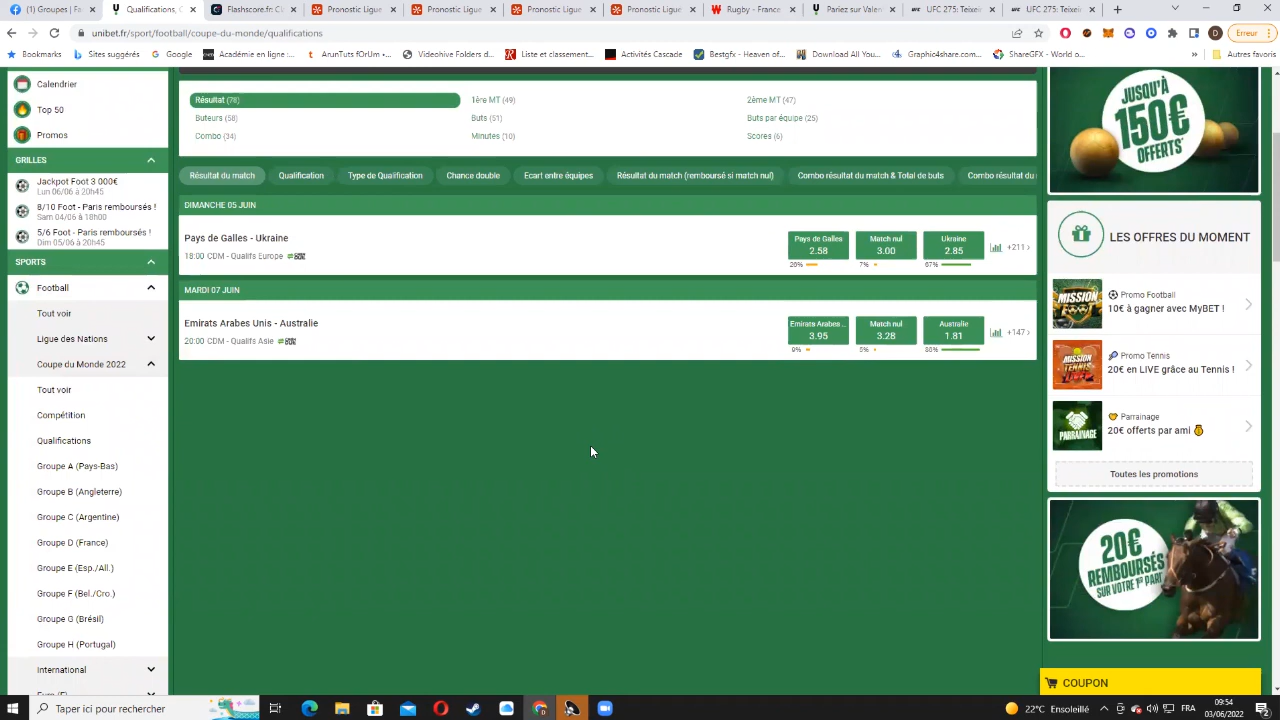 (1) Groupes | Fa
Qualifications, C
Flashscore.fr: C
Pronostic Ligue
Pronostic Ligue
Pronostic Ligue
Pronostic Ligue
Rugby - France
Pariez sur Valen
UFC 275: Teixei
UFC 275: Teixei
unibet.fr/sport/football/coupe-du-monde/qualifications
D
Erreur
Bookmarks
Sites suggérés
Google
Académie en ligne :...
ArunTuts fOrUm •...
Videohive Folders d...
Liste et classement...
Activités Cascade
Bestgfx - Heaven of...
Download All You...
Graphic4share.com...
ShareGFX - World o...
»
Autres favoris
Calendrier
Top 50
Promos
GRILLES
Jackpot Foot 3 000€
Lun 06/06 à 20h45
8/10 Foot - Paris remboursés !
Sam 04/06 à 18h00
5/6 Foot - Paris remboursés !
Dim 05/06 à 20h45
SPORTS
Football
Tout voir
Ligue des Nations
Coupe du Monde 2022
Tout voir
Compétition
Qualifications
Groupe A (Pays-Bas)
Groupe B (Angleterre)
Groupe C (Argentine)
Groupe D (France)
Groupe E (Esp./All.)
Groupe F (Bel./Cro.)
Groupe G (Brésil)
Groupe H (Portugal)
International
Résultat (78)
1ère MT (49)
2ème MT (47)
Buteurs (58)
Buts (51)
Buts par équipe (25)
Combo (34)
Minutes (10)
Scores (6)
Résultat du match
Qualification
Type de Qualification
Chance double
Ecart entre équipes
Résultat du match (remboursé si match nul)
Combo résultat du match & Total de buts
Combo résultat du
DIMANCHE 05 JUIN
Pays de Galles - Ukraine
18:00 CDM - Qualifs Europe
Pays de Galles
2.58
26%
Match nul
3.00
7%
Ukraine
2.85
67%
+211 ›
MARDI 07 JUIN
Emirats Arabes Unis - Australie
20:00 CDM - Qualifs Asie
Emirats Arabes ...
3.95
9%
Match nul
3.28
5%
Australie
1.81
86%
+147 ›
JUSQU'À
150€
OFFERTS*
LES OFFRES DU MOMENT
MISSION
Promo Football
10€ à gagner avec MyBET !
MISSION
TENNIS
LIVE
Promo Tennis
20€ en LIVE grâce au Tennis !
PARRAINAGE
Parrainage
20€ offerts par ami
Toutes les promotions
20€
REMBOURSÉS
SUR VOTRE 1ER PARI
COUPON
Taper ici pour rechercher
22°C Ensoleillé
FRA
09:54
03/06/2022
2